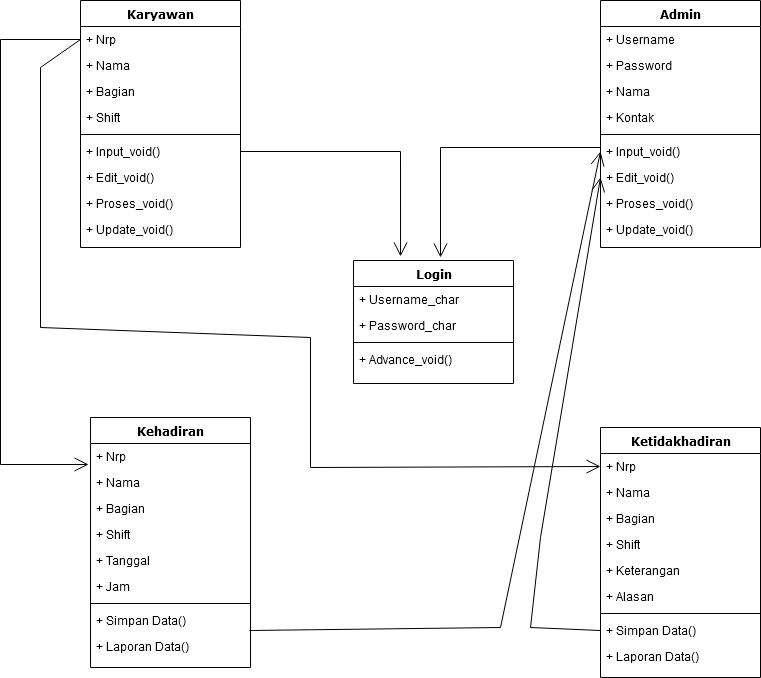 Karyawan
+ Nrp
+ Nama
+ Bagian
+ Shift
+ Input_void()
+ Edit_void()
+ Proses_void()
+ Update_void()
Admin
+ Username
+ Password
+ Nama
+ Kontak
+ Input_void()
+ Edit_void()
+ Proses_void()
+ Update_void()
Login
+ Username_char
+ Password_char
+ Advance_void()
Kehadiran
+ Nrp
+ Nama
+ Bagian
+ Shift
+ Tanggal
+ Jam
+ Simpan Data()
+ Laporan Data()
Ketidakhadiran
+ Nrp
+ Nama
+ Bagian
+ Shift
+ Keterangan
+ Alasan
+ Simpan Data()
+ Laporan Data()